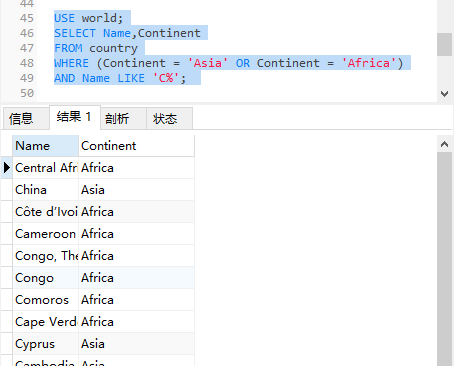 44
45 USE world;
46 SELECT Name,Continent
47 FROM country
48 WHERE (Continent = 'Asia' OR Continent = 'Africa')
49 AND Name LIKE 'C%';
50
信息 结果 1 剖析 状态
Name Continent
Central Afri Africa
China Asia
Côte d’Ivoi Africa
Cameroon Africa
Congo, The Africa
Congo Africa
Comoros Africa
Cape Verd Africa
Cyprus Asia
Cambodia Asia